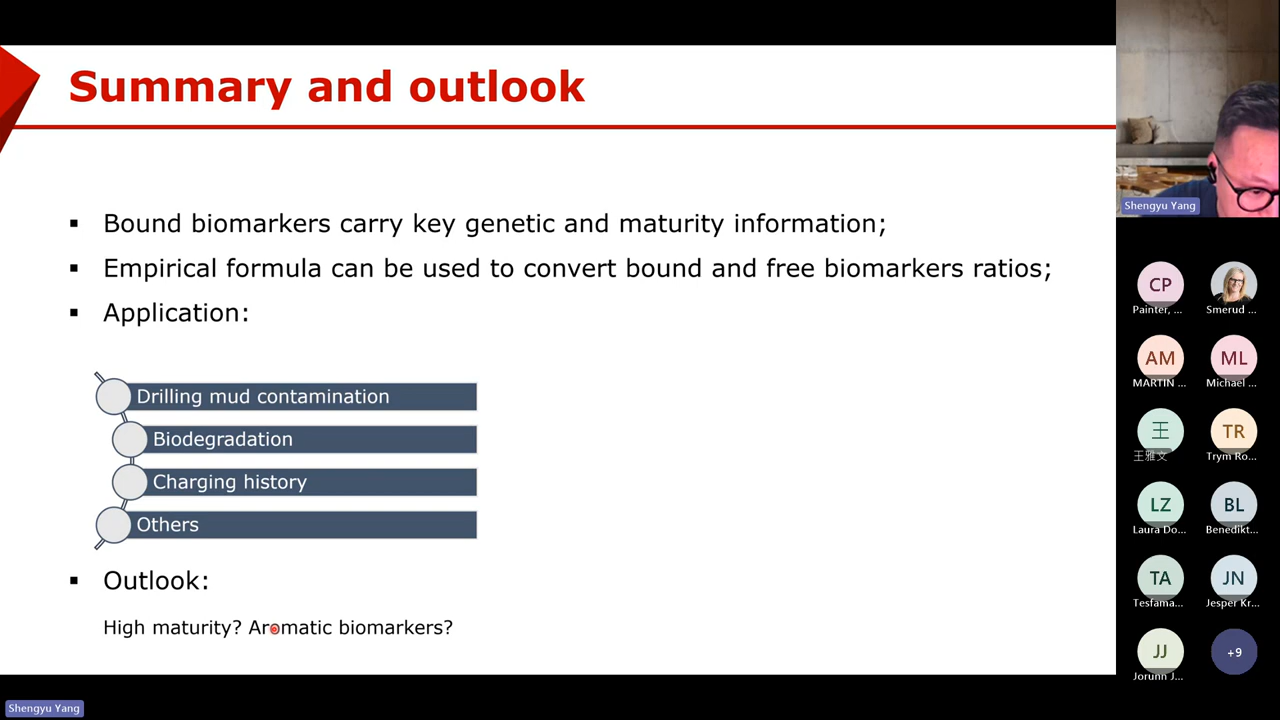 Summary and outlook
Bound biomarkers carry key genetic and maturity information;
Empirical formula can be used to convert bound and free biomarkers ratios;
Application:
Drilling mud contamination
Biodegradation
Charging history
Others
Outlook:
High maturity? Aromatic biomarkers?
Shengyu Yang
Shengyu Yang
CP
Painter, ...
Smerud ...
AM
MARTIN ...
ML
Michael ...
王
王雅文
TR
Trym Ro...
LZ
Laura Do...
BL
Benedikt...
TA
Tesfama...
JN
Jesper Kr...
JJ
Jorunn J...
+9